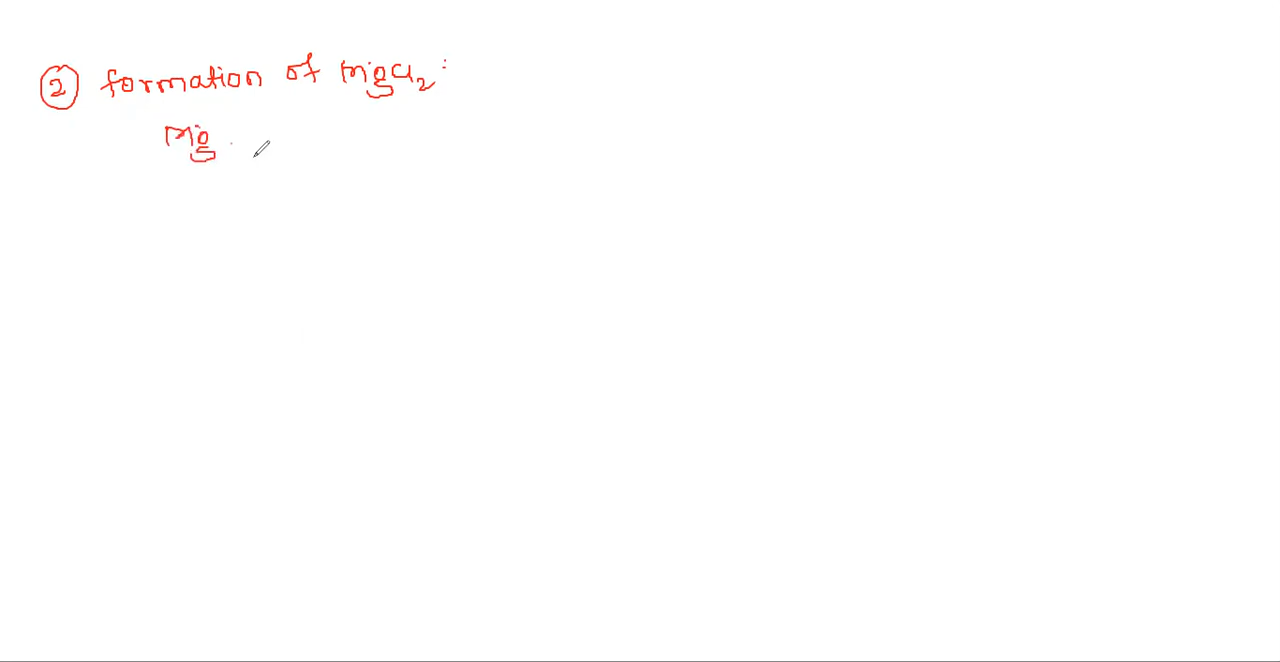 ② formation of MgCl₂:
Mg